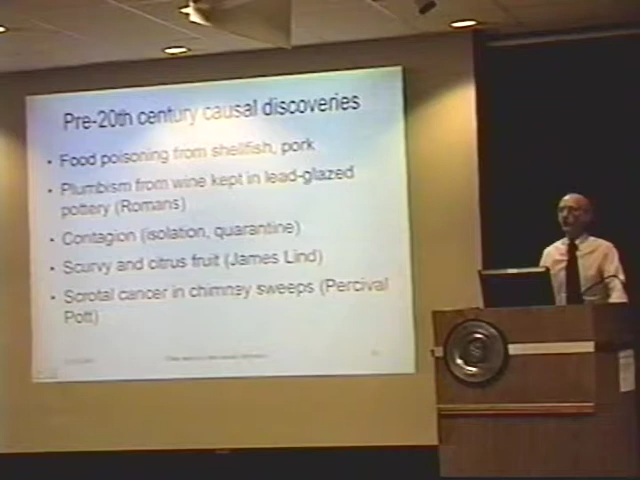 Pre-20th century causal discoveries
• Food poisoning from shellfish, pork
• Plumbism from wine kept in lead-glazed
pottery (Romans)
• Contagion (isolation, quarantine)
• Scurvy and citrus fruit (James Lind)
• Scrotal cancer in chimney sweeps (Percival
Pott)